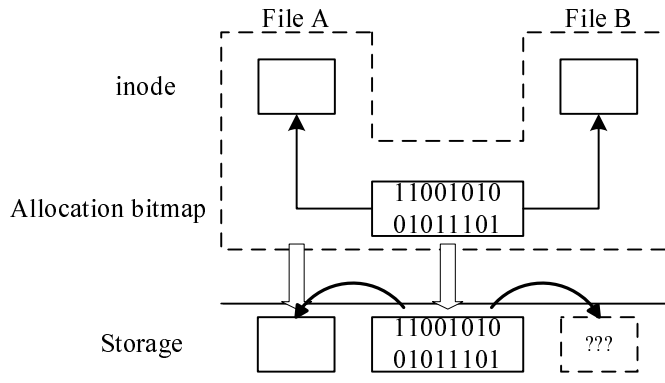 File A
File B
inode
Allocation bitmap
11001010
01011101
Storage
11001010
01011101
???